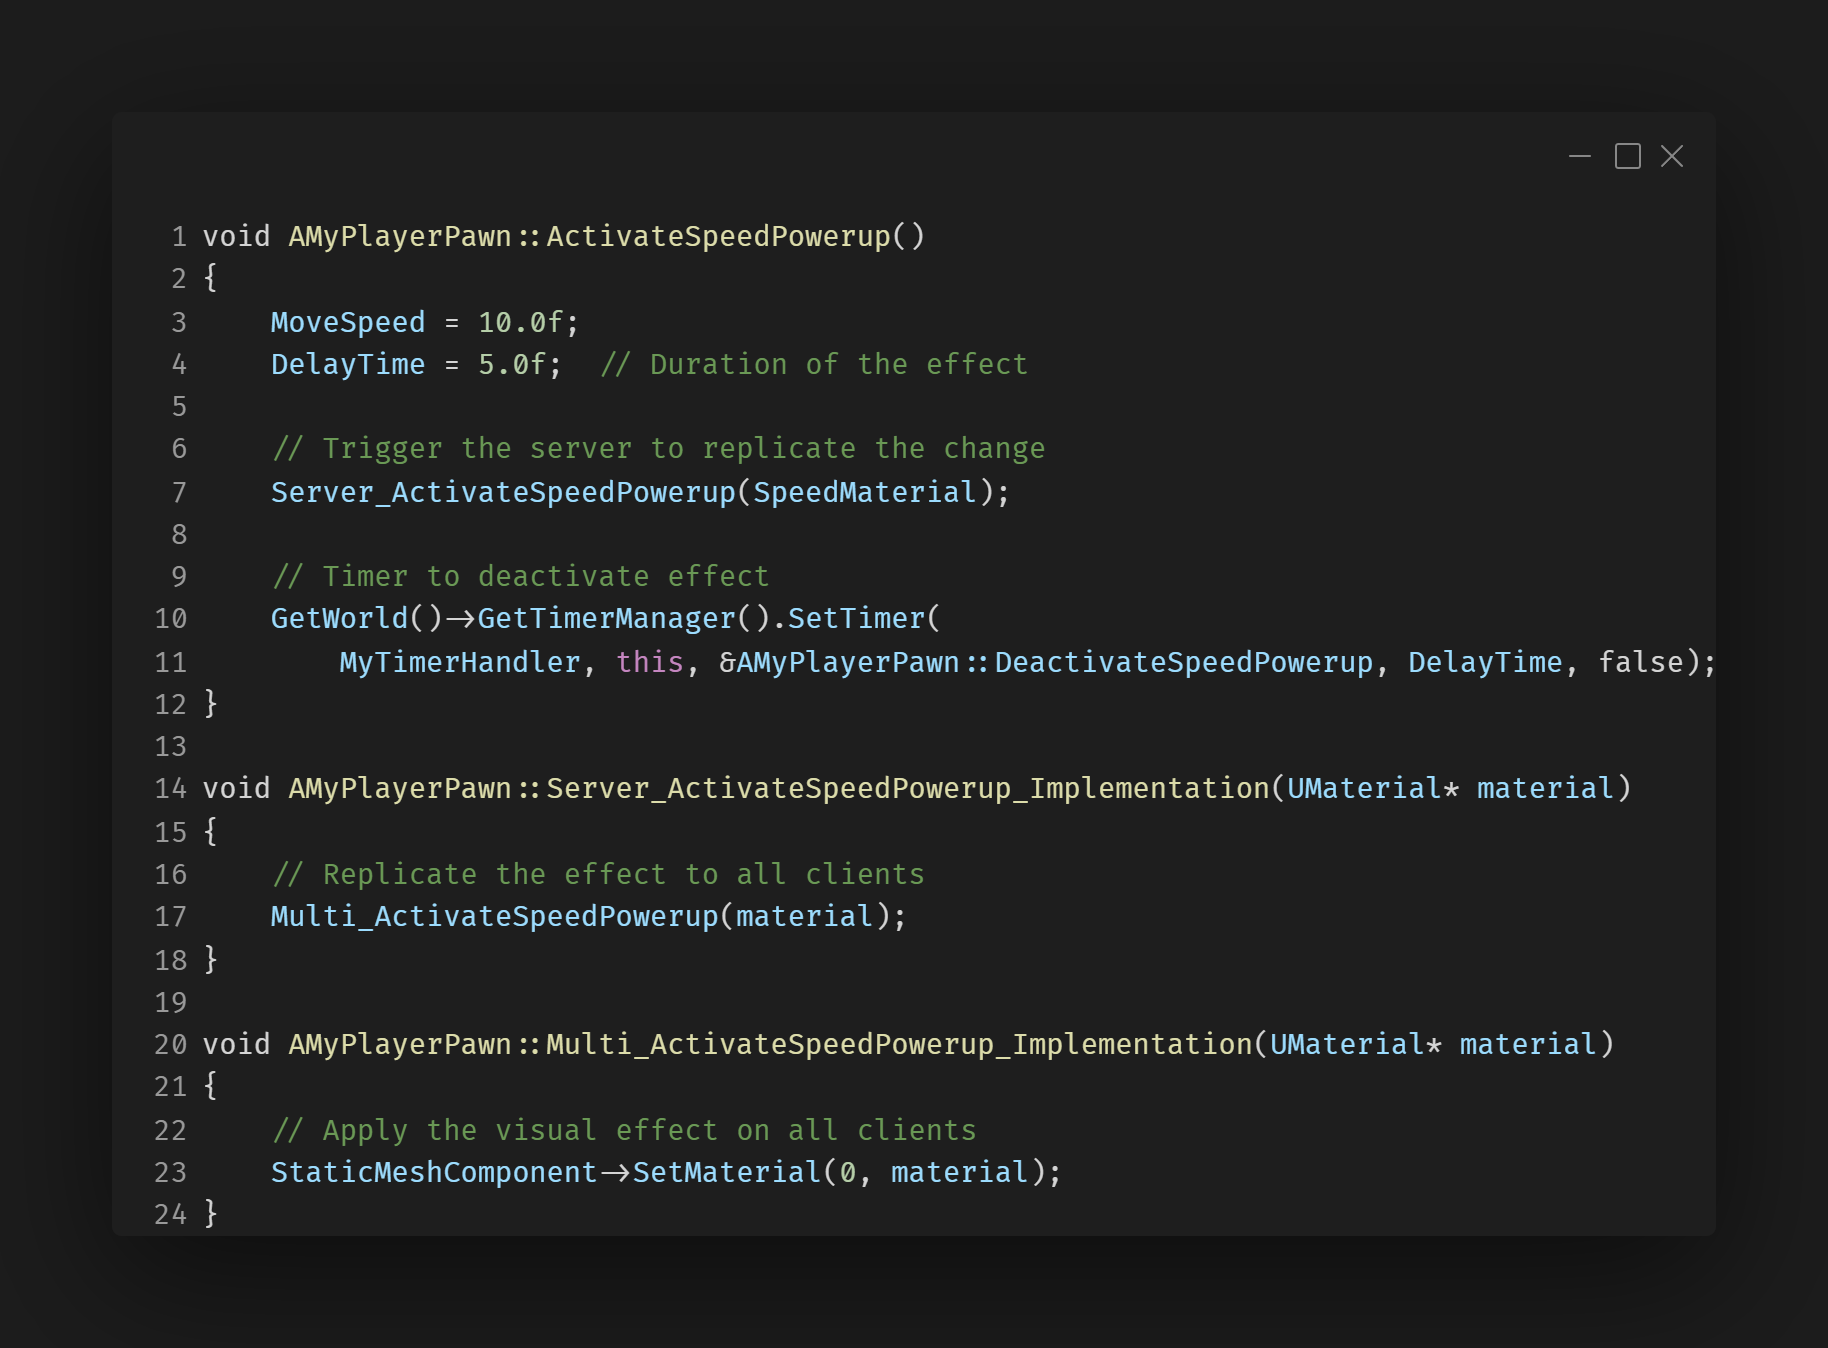 1 void AMyPlayerPawn::ActivateSpeedPowerup()
2 {
3     MoveSpeed = 10.0f;
4     DelayTime = 5.0f;  // Duration of the effect
5
6     // Trigger the server to replicate the change
7     Server_ActivateSpeedPowerup(SpeedMaterial);
8
9     // Timer to deactivate effect
10     GetWorld()->GetTimerManager().SetTimer(
11         MyTimerHandler, this, &AMyPlayerPawn::DeactivateSpeedPowerup, DelayTime, false);
12 }
13
14 void AMyPlayerPawn::Server_ActivateSpeedPowerup_Implementation(UMaterial* material)
15 {
16     // Replicate the effect to all clients
17     Multi_ActivateSpeedPowerup(material);
18 }
19
20 void AMyPlayerPawn::Multi_ActivateSpeedPowerup_Implementation(UMaterial* material)
21 {
22     // Apply the visual effect on all clients
23     StaticMeshComponent->SetMaterial(0, material);
24 }